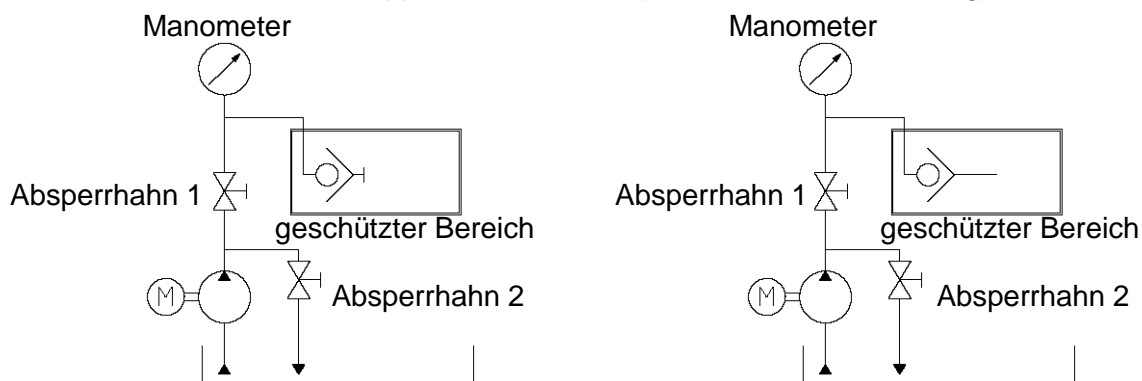 Manometer
Absperrhahn 1
geschützter Bereich
M
Absperrhahn 2
Manometer
Absperrhahn 1
geschützter Bereich
M
Absperrhahn 2